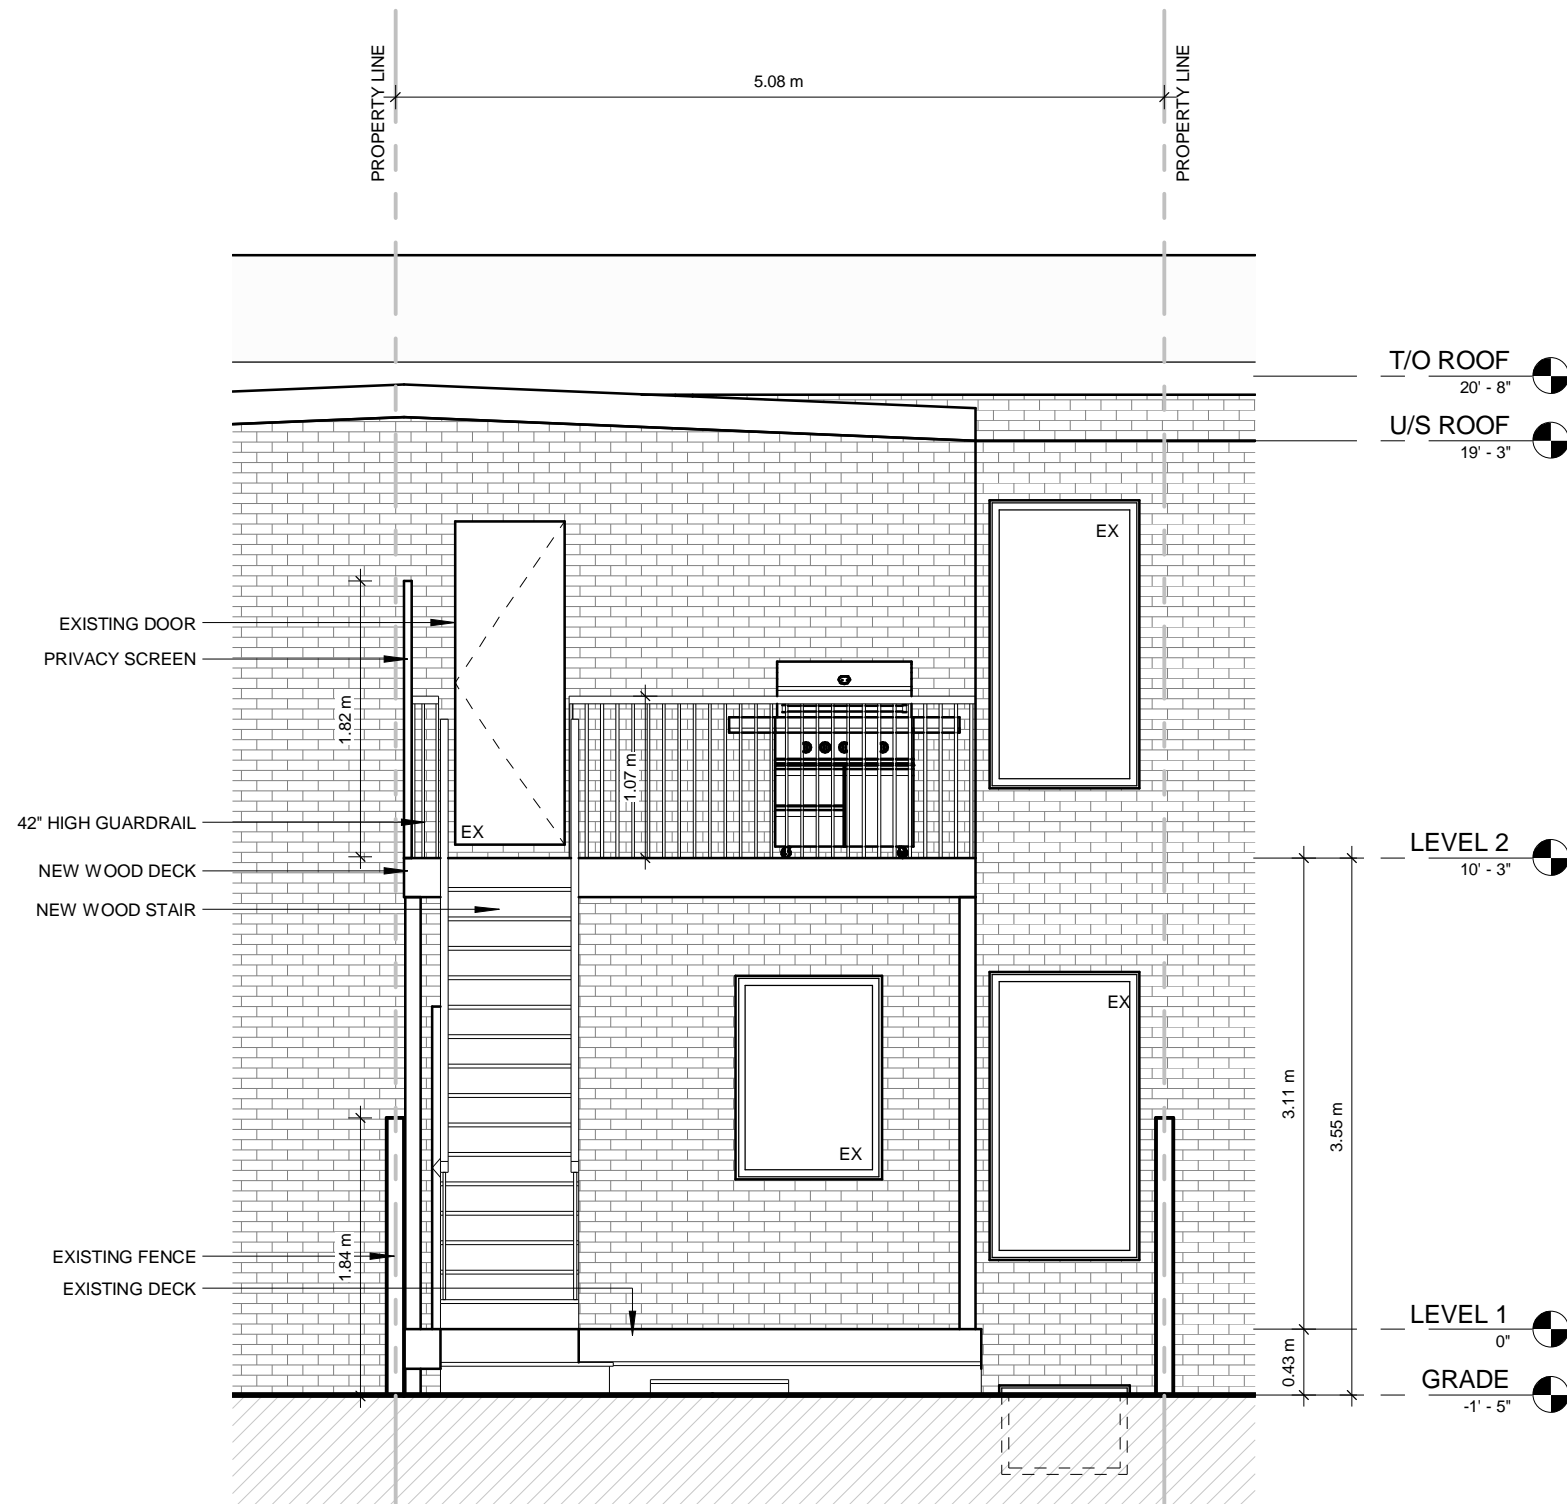 PROPERTY LINE
5.08 m
PROPERTY LINE
T/O ROOF
20' - 8"
U/S ROOF
19' - 3"
EX
EXISTING DOOR
PRIVACY SCREEN
1.82 m
1.07 m
42" HIGH GUARDRAIL
EX
LEVEL 2
10' - 3"
NEW WOOD DECK
NEW WOOD STAIR
EX
3.11 m
3.55 m
EX
EXISTING FENCE
1.84 m
EXISTING DECK
LEVEL 1
0"
0.43 m
GRADE
-1' - 5"